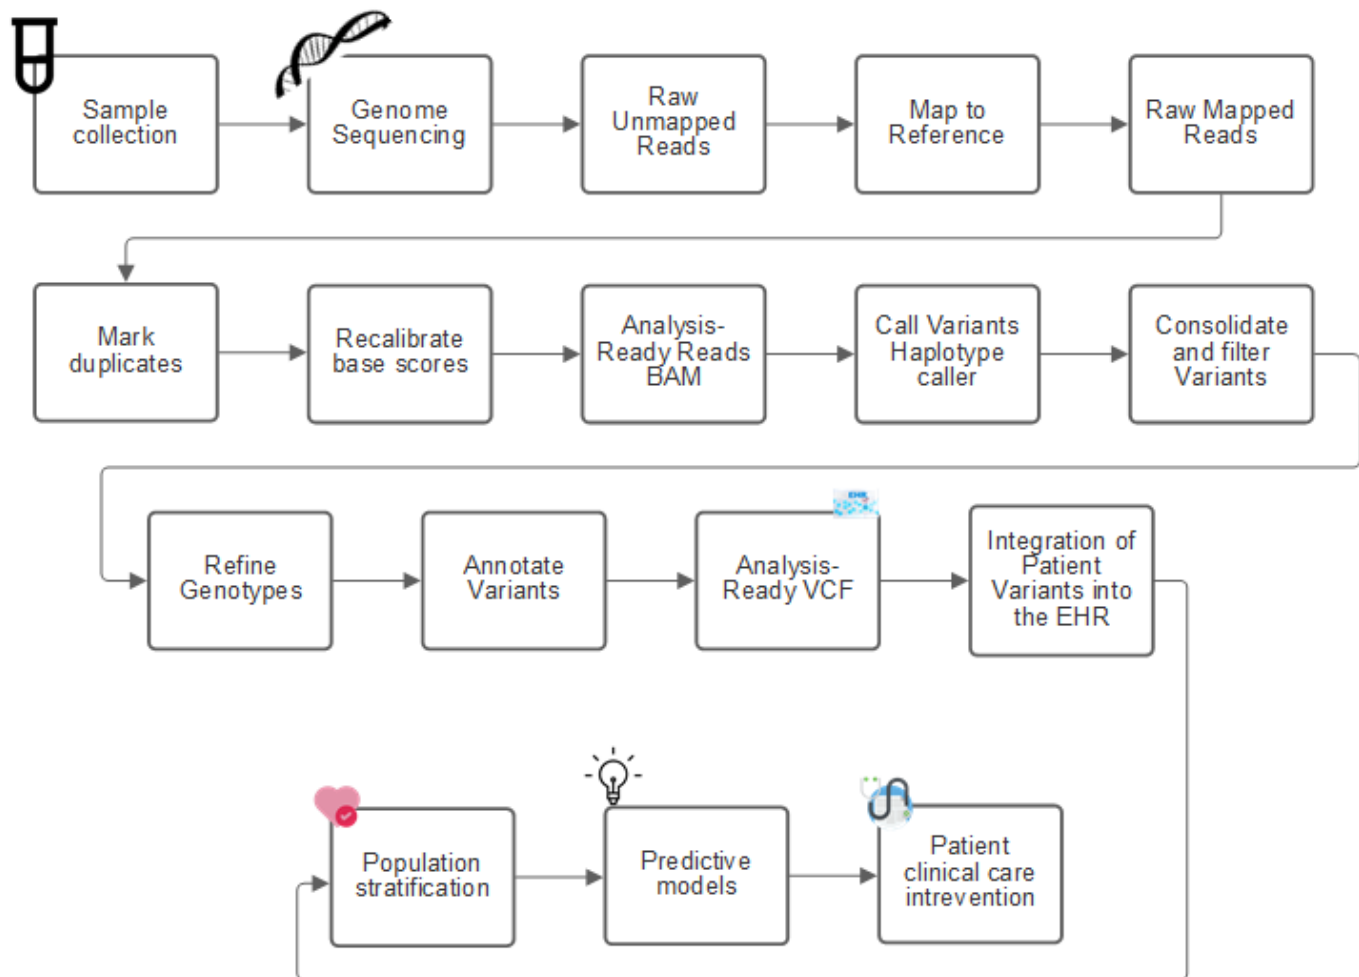 Sample
collection
Genome
Sequencing
Raw
Unmapped
Reads
Map to
Reference
Raw Mapped
Reads
Mark
duplicates
Recalibrate
base scores
Analysis-
Ready Reads
BAM
Call Variants
Haplotype
caller
Consolidate
and filter
Variants
Refine
Genotypes
Annotate
Variants
EHR
Analysis-
Ready VCF
Integration of
Patient
Variants into
the EHR
Population
stratification
Predictive
models
Patient
clinical care
intrevention